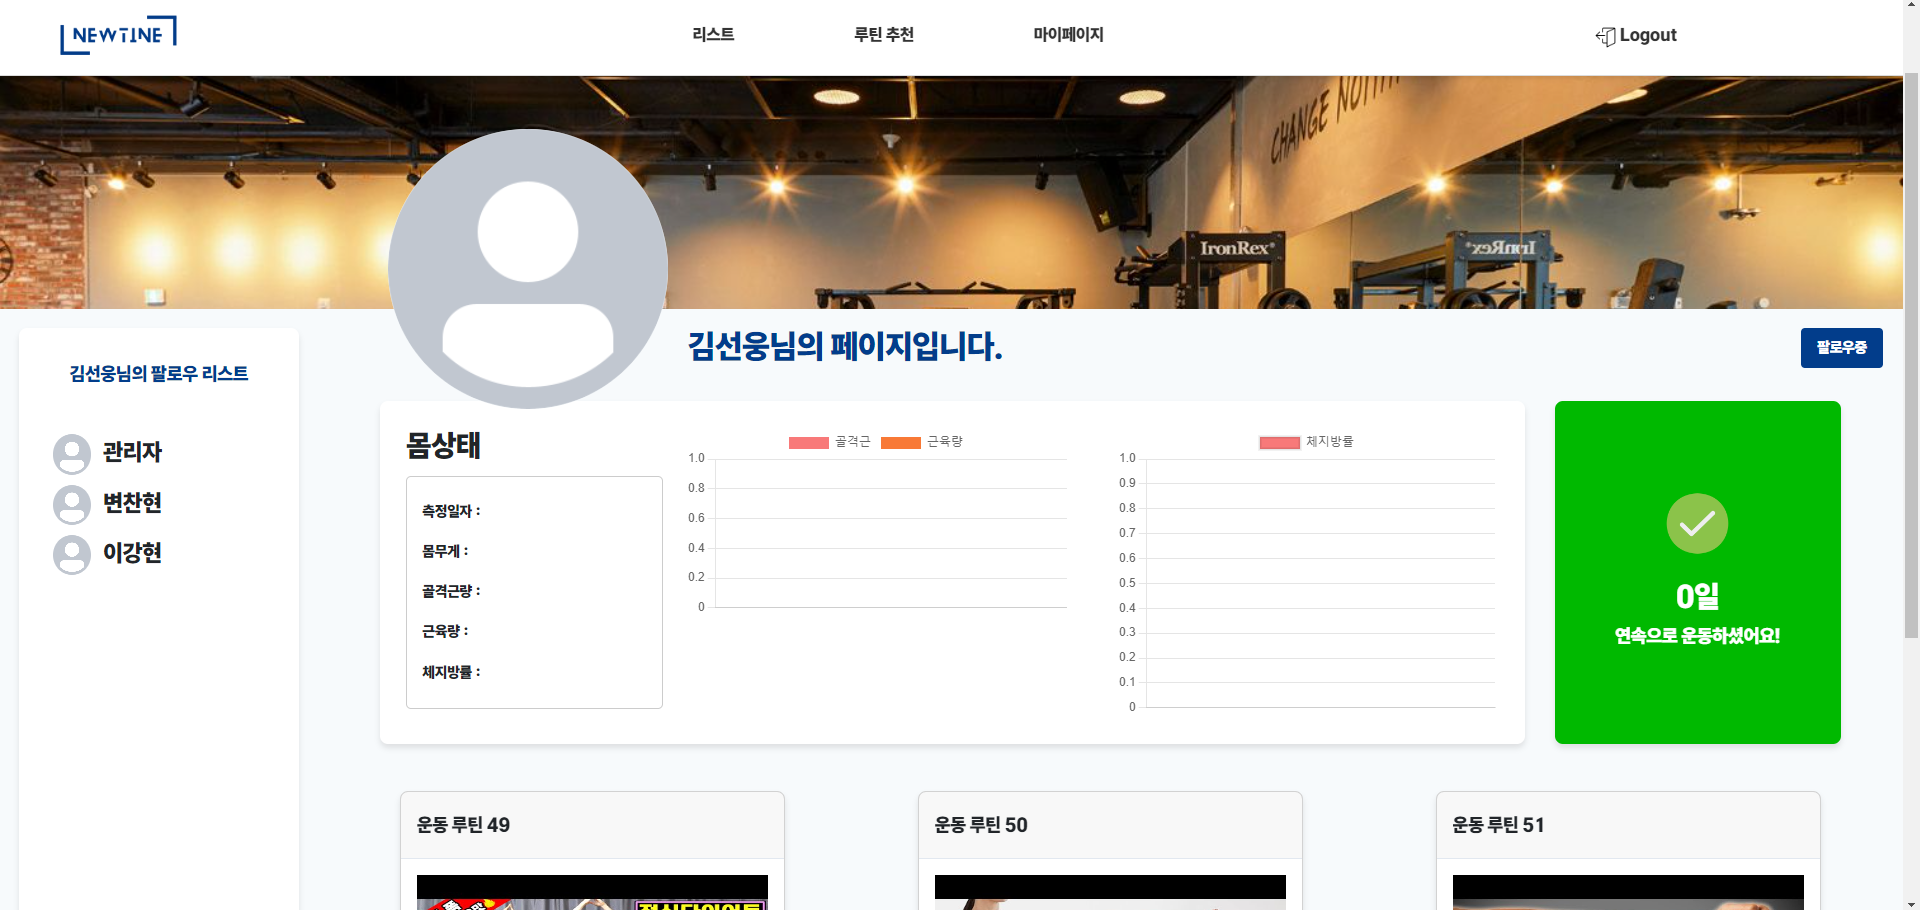 NEWTINE
리스트
루틴 추천
마이페이지
Logout
CHANGE
IronRex
IronRex
김선웅님의 페이지입니다.
팔로우중
김선웅님의 팔로우 리스트
관리자
변찬현
이강현
몸상태
측정일자 :
몸무게 :
골격근량 :
근육량 :
체지방률 :
골격근 근육량
1.0
0.8
0.6
0.4
0.2
0
체지방률
1.0
0.9
0.8
0.7
0.6
0.5
0.4
0.3
0.2
0.1
0
0일
연속으로 운동하셨어요!
운동 루틴 49
운동 루틴 50
운동 루틴 51